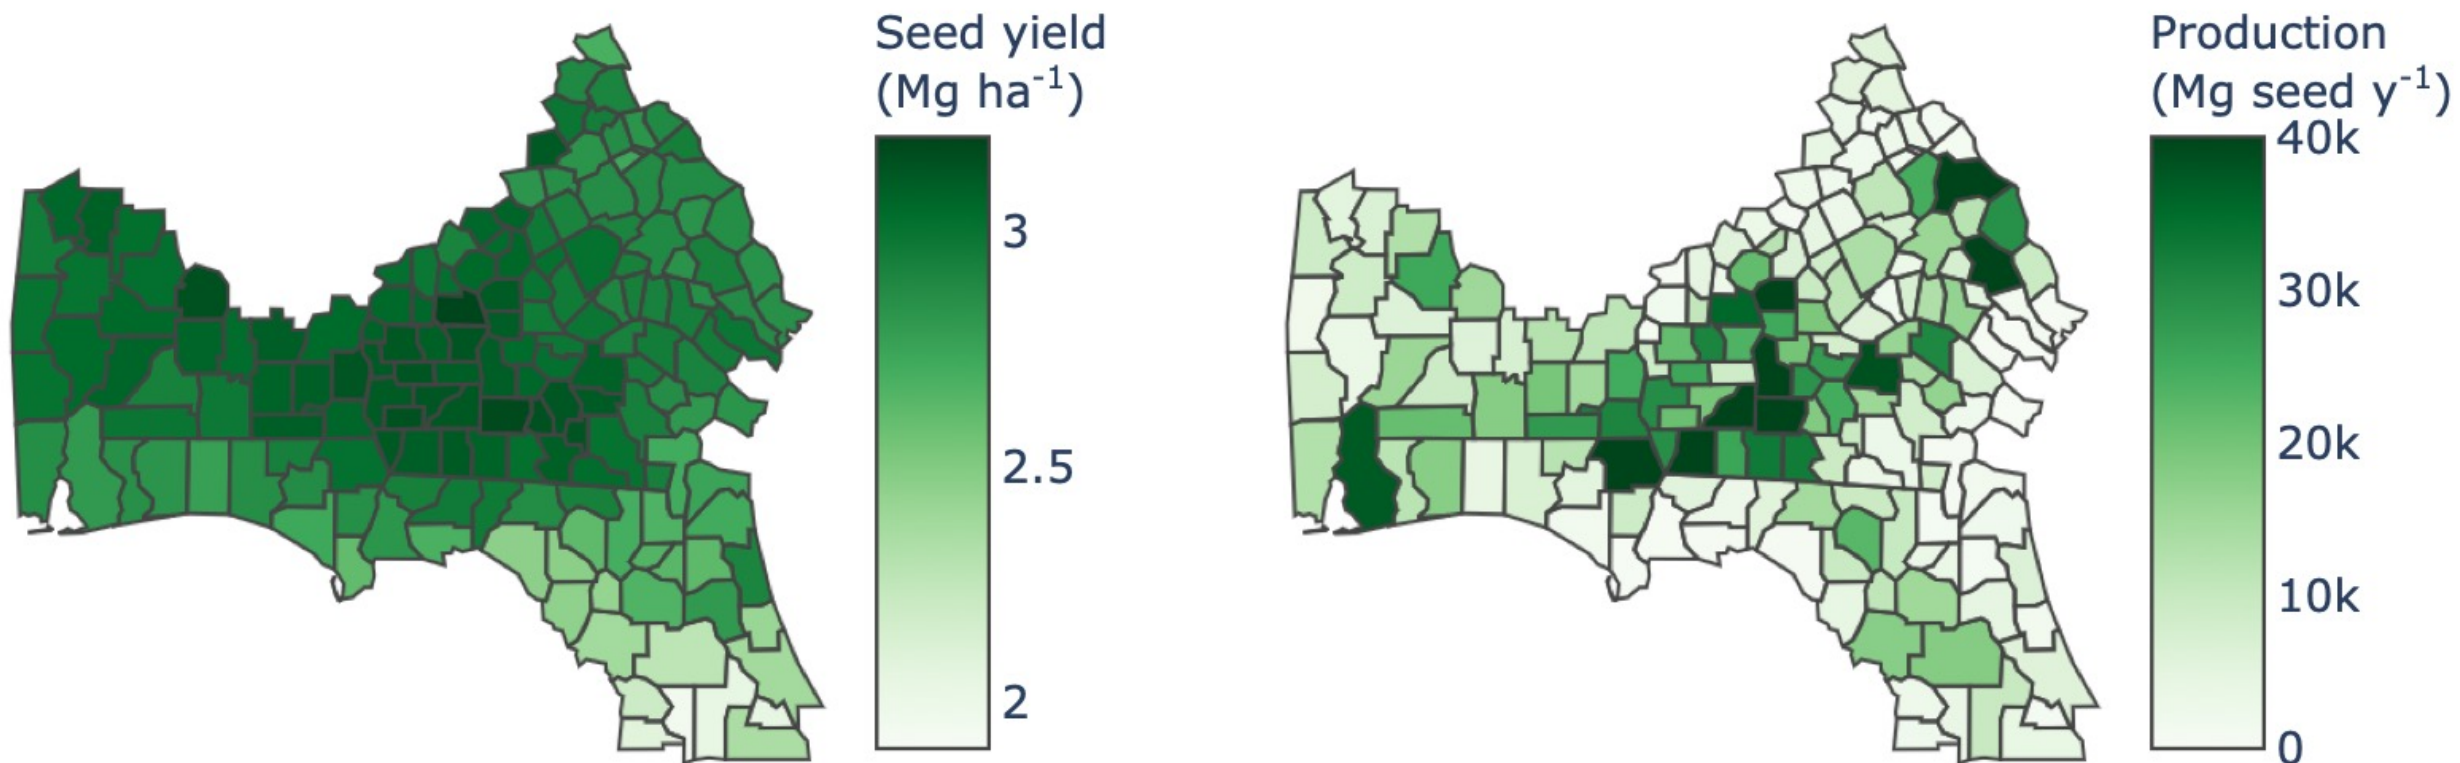 Seed yield
(Mg ha⁻¹)
3
2.5
2
Production
(Mg seed y⁻¹)
40k
30k
20k
10k
0